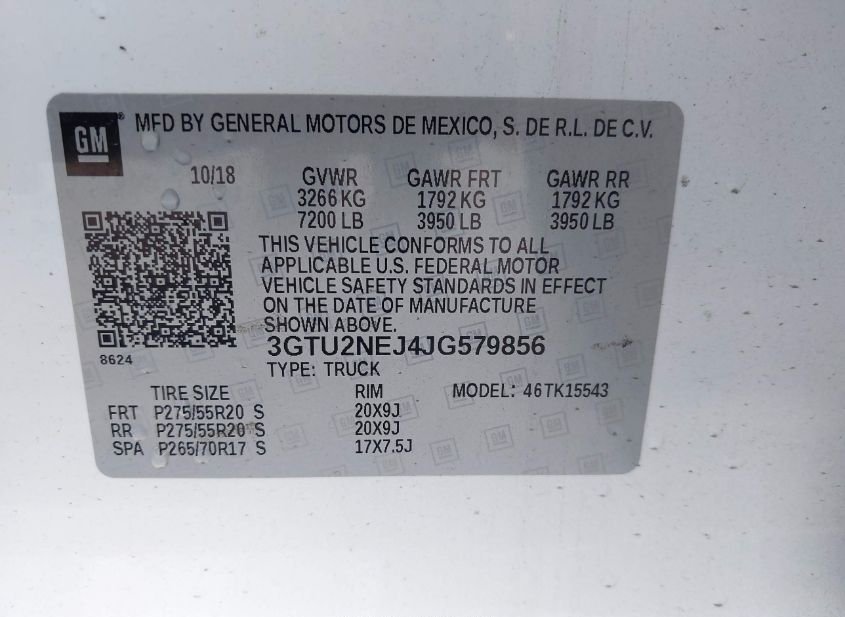 GM
MFD BY GENERAL MOTORS DE MEXICO, S. DE R.L. DE C.V.
10/18 GVWR GAWR FRT GAWR RR
3266 KG 1792 KG 1792 KG
7200 LB 3950 LB 3950 LB
THIS VEHICLE CONFORMS TO ALL
APPLICABLE U.S. FEDERAL MOTOR
VEHICLE SAFETY STANDARDS IN EFFECT
ON THE DATE OF MANUFACTURE
SHOWN ABOVE.
3GTU2NEJ4JG579856
8624
TYPE: TRUCK
TIRE SIZE RIM MODEL: 46TK15543
FRT P275/55R20 S 20X9J
RR P275/55R20 S 20X9J
SPA P265/70R17 S 17X7.5J